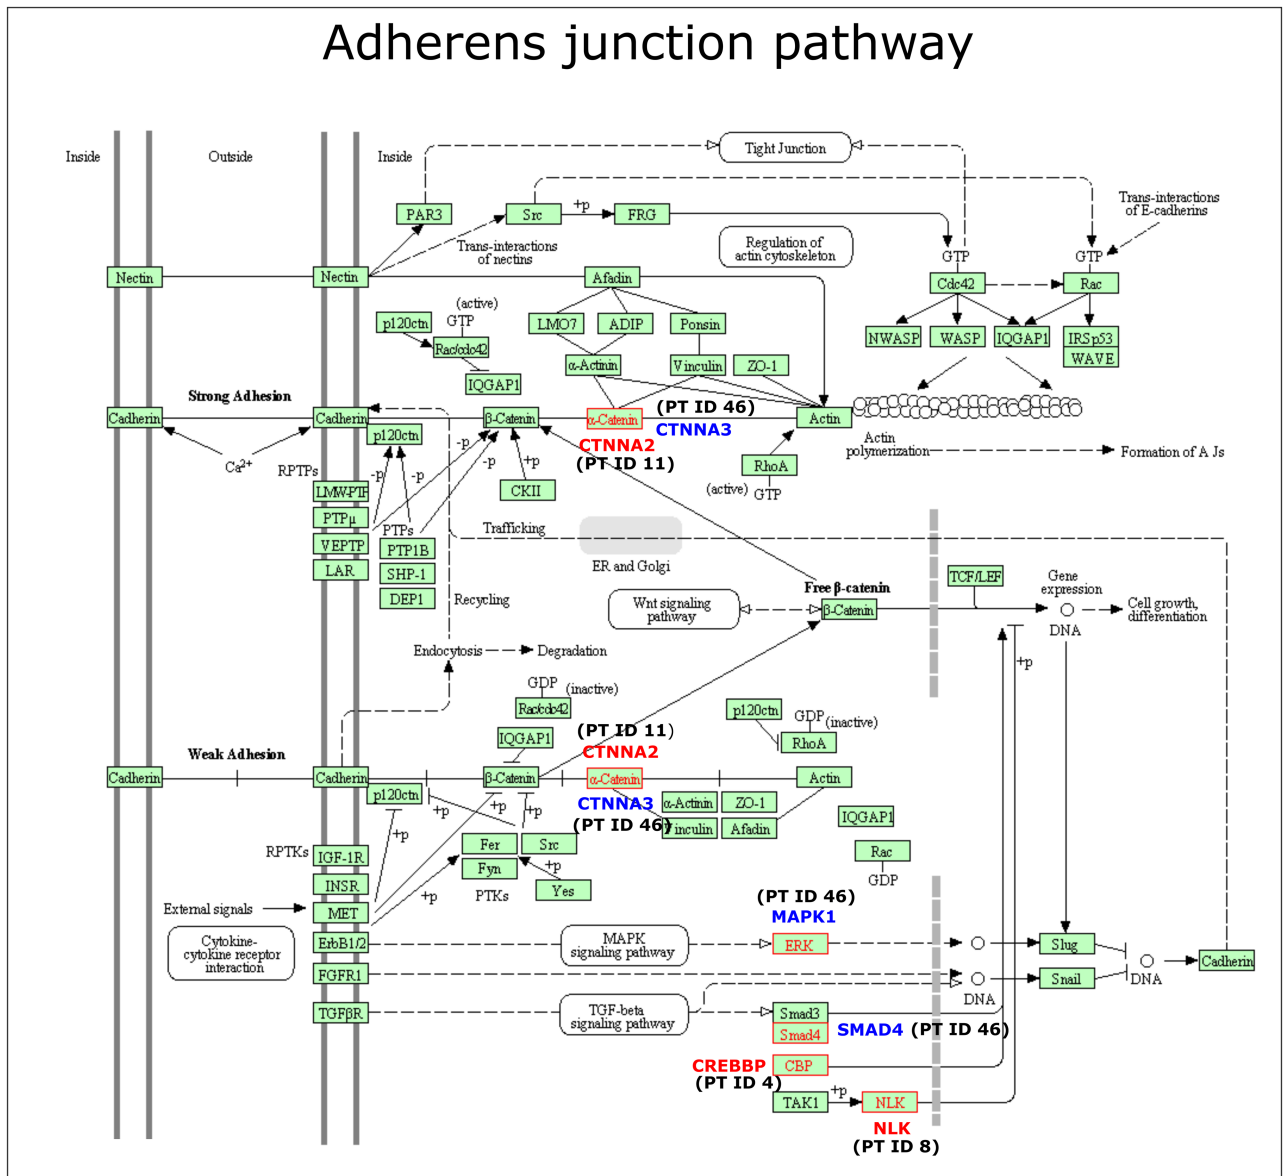 Adherens junction pathway
Inside
Outside
Inside
Tight Junction
PAR3
Src
+p
FRG
Trans-interactions
of E-cadherins
Trans-interactions
of nectins
Regulation of
actin cytoskeleton
GTP
GTP
Nectin
Nectin
Afadin
Cdc42
Rac
(active)
GTP
p120ctn
Rac/cdc42
IQGAP1
LMO7
ADIP
Ponsin
NWASP
WASP
IQGAP1
IRSp53
WAVE
α-Actinin
Vinculin
ZO-1
Strong Adhesion
(PT ID 46)
Cadherin
Cadherin
β-Catenin
α-Catenin
CTNNA3
Actin
p120ctn
CTNNA2
(PT ID 11)
Actin
polymerization
Formation of A Js
Ca2+
RPTPs
-p
-p
-p
+p
CKII
RhoA
(active)
GTP
LMW-PTP
PTPμ
VEPTP
LAR
PTPs
PTP1B
SHP-1
DEP1
Trafficking
ER and Golgi
Recycling
Free β-catenin
Wnt signaling
pathway
β-Catenin
TCF/LEF
Gene
expression
DNA
Cell growth,
differentiation
+p
Endocytosis
Degradation
GDP
(inactive)
Rac/cdc42
IQGAP1
(PT ID 11)
CTNNA2
p120ctn
GDP
(inactive)
RhoA
Weak Adhesion
Cadherin
Cadherin
β-Catenin
α-Catenin
Actin
p120ctn
+p
+p
+p
+p
CTNNA3
(PT ID 46)
α-Actinin
ZO-1
Vinculin
Afadin
IQGAP1
Rac
GDP
RPTKs
IGF-1R
INSR
MET
ErbB1/2
FGFR1
TGFβR
Fer
Src
Fyn
PTKs
+p
Yes
+p
External signals
Cytokine-
cytokine receptor
interaction
(PT ID 46)
MAPK1
MAPK
signaling pathway
ERK
Slug
Snail
DNA
DNA
Cadherin
TGF-beta
signaling pathway
Smad3
Smad4
SMAD4 (PT ID 46)
CREBBP
CBP
(PT ID 4)
TAK1
+p
NLK
NLK
(PT ID 8)